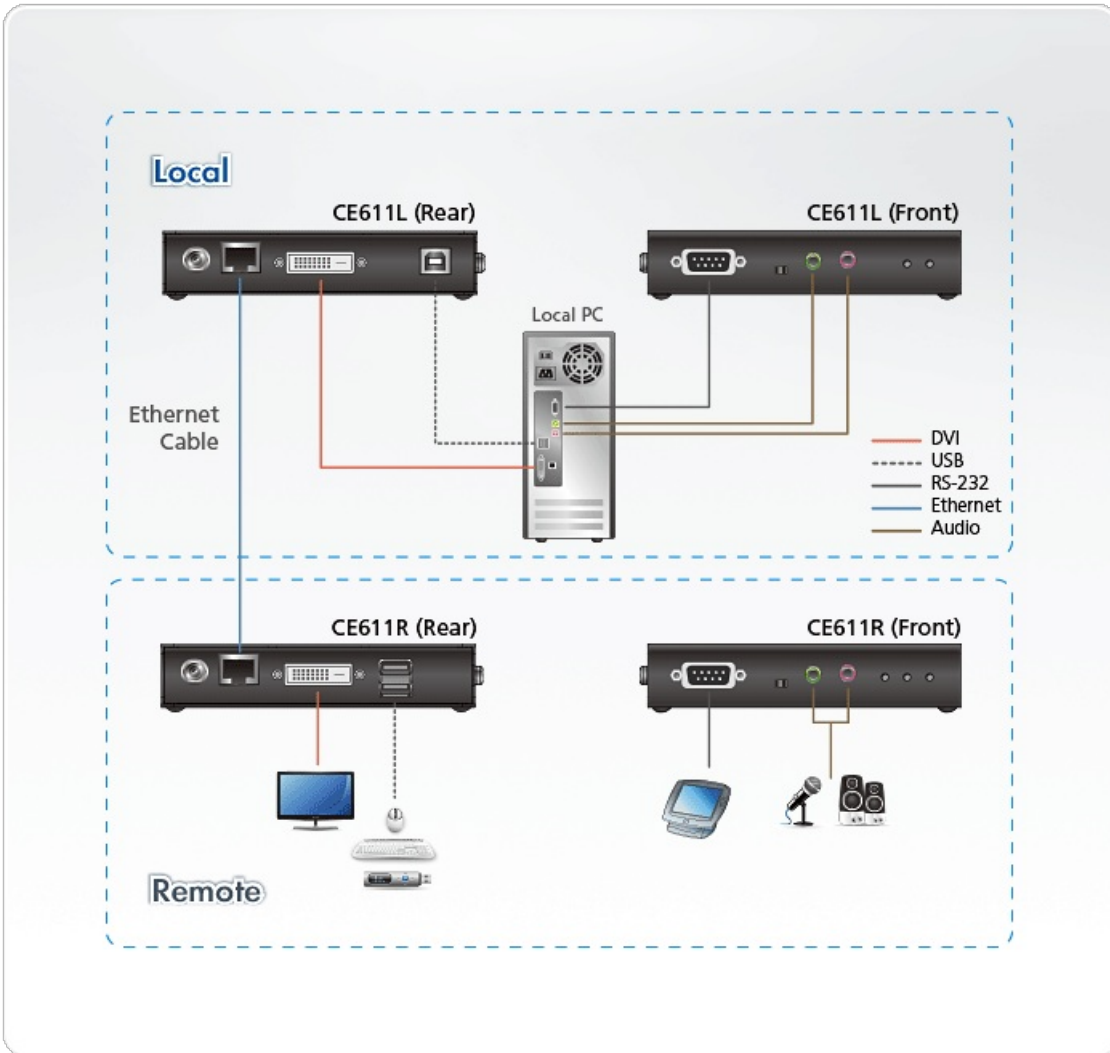 Local
CE611L (Rear)
CE611L (Front)
Local PC
Ethernet
Cable
DVI
USB
RS-232
Ethernet
Audio
CE611R (Rear)
CE611R (Front)
Remote